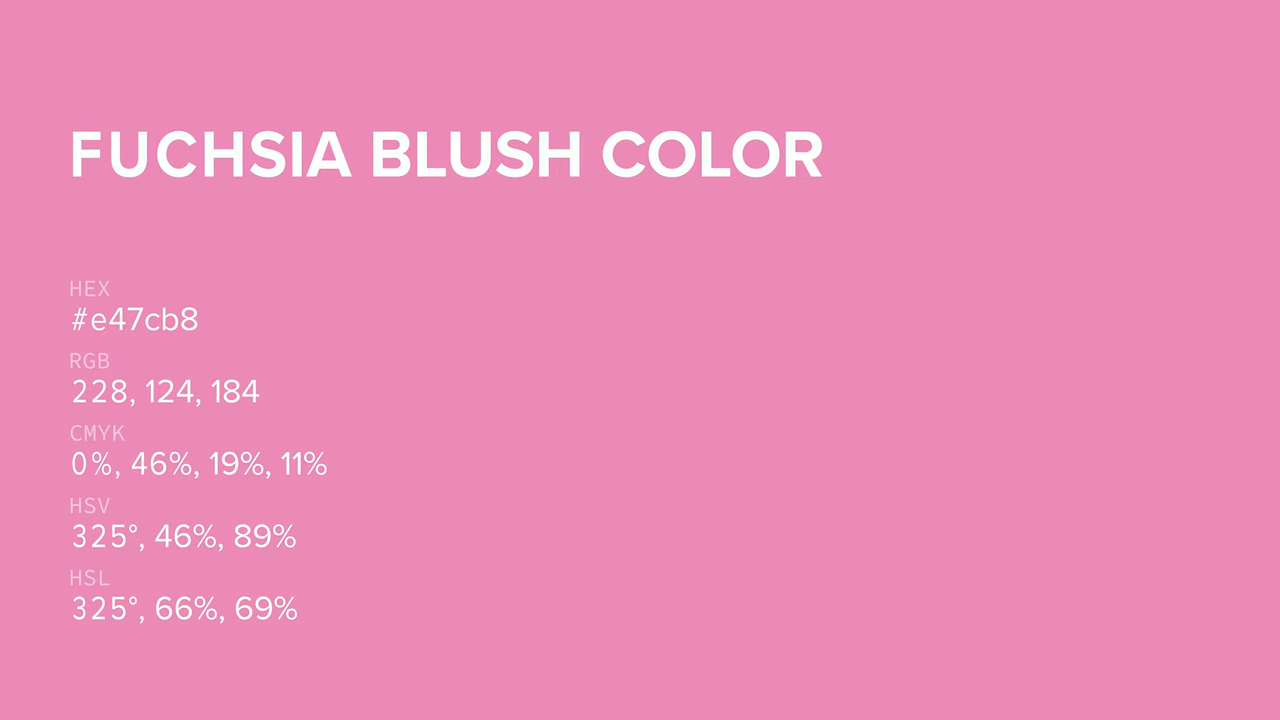 FUCHSIA BLUSH COLOR
HEX
#e47cb8
RGB
228, 124, 184
CMYK
0%, 46%, 19%, 11%
HSV
325°, 46%, 89%
HSL
325°, 66%, 69%